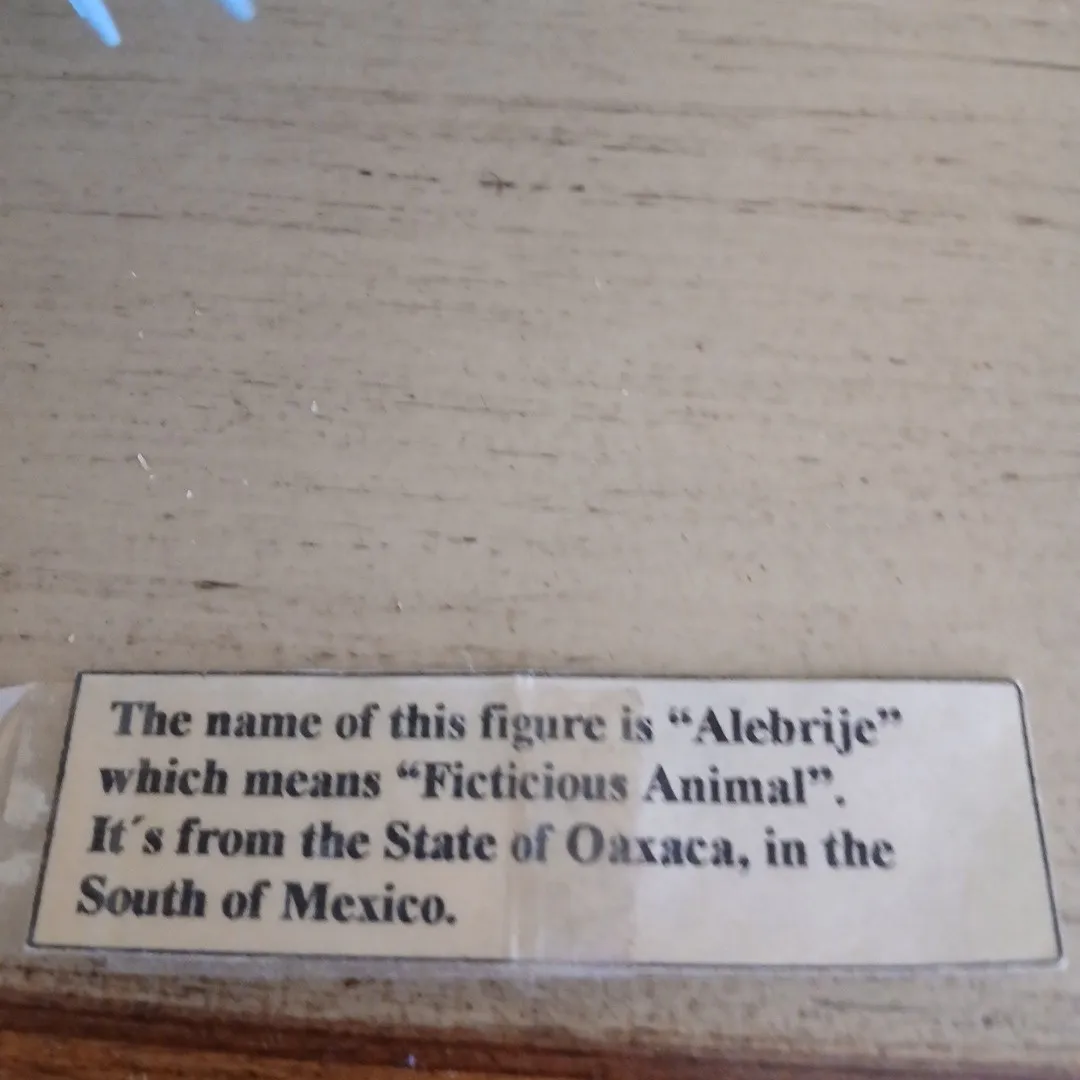 The name of this figure is “Alebrije”
which means “Ficticious Animal”.
It´s from the State of Oaxaca, in the
South of Mexico.